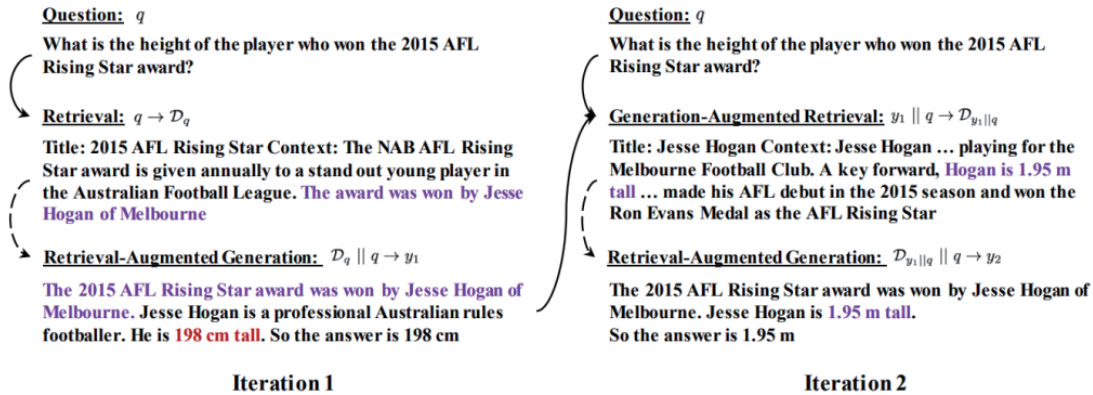 Question: q
What is the height of the player who won the 2015 AFL
Rising Star award?
Retrieval: q → 𝒟_q
Title: 2015 AFL Rising Star Context: The NAB AFL Rising
Star award is given annually to a stand out young player in
the Australian Football League. The award was won by Jesse
Hogan of Melbourne
Retrieval-Augmented Generation: 𝒟_q || q → y₁
The 2015 AFL Rising Star award was won by Jesse Hogan of
Melbourne. Jesse Hogan is a professional Australian rules
footballer. He is 198 cm tall. So the answer is 198 cm
Iteration 1
Question: q
What is the height of the player who won the 2015 AFL
Rising Star award?
Generation-Augmented Retrieval: y₁ || q → 𝒟_y₁||q
Title: Jesse Hogan Context: Jesse Hogan … playing for the
Melbourne Football Club. A key forward, Hogan is 1.95 m
tall … made his AFL debut in the 2015 season and won the
Ron Evans Medal as the AFL Rising Star
Retrieval-Augmented Generation: 𝒟_y₁||q || q → y₂
The 2015 AFL Rising Star award was won by Jesse Hogan of
Melbourne. Jesse Hogan is 1.95 m tall.
So the answer is 1.95 m
Iteration 2